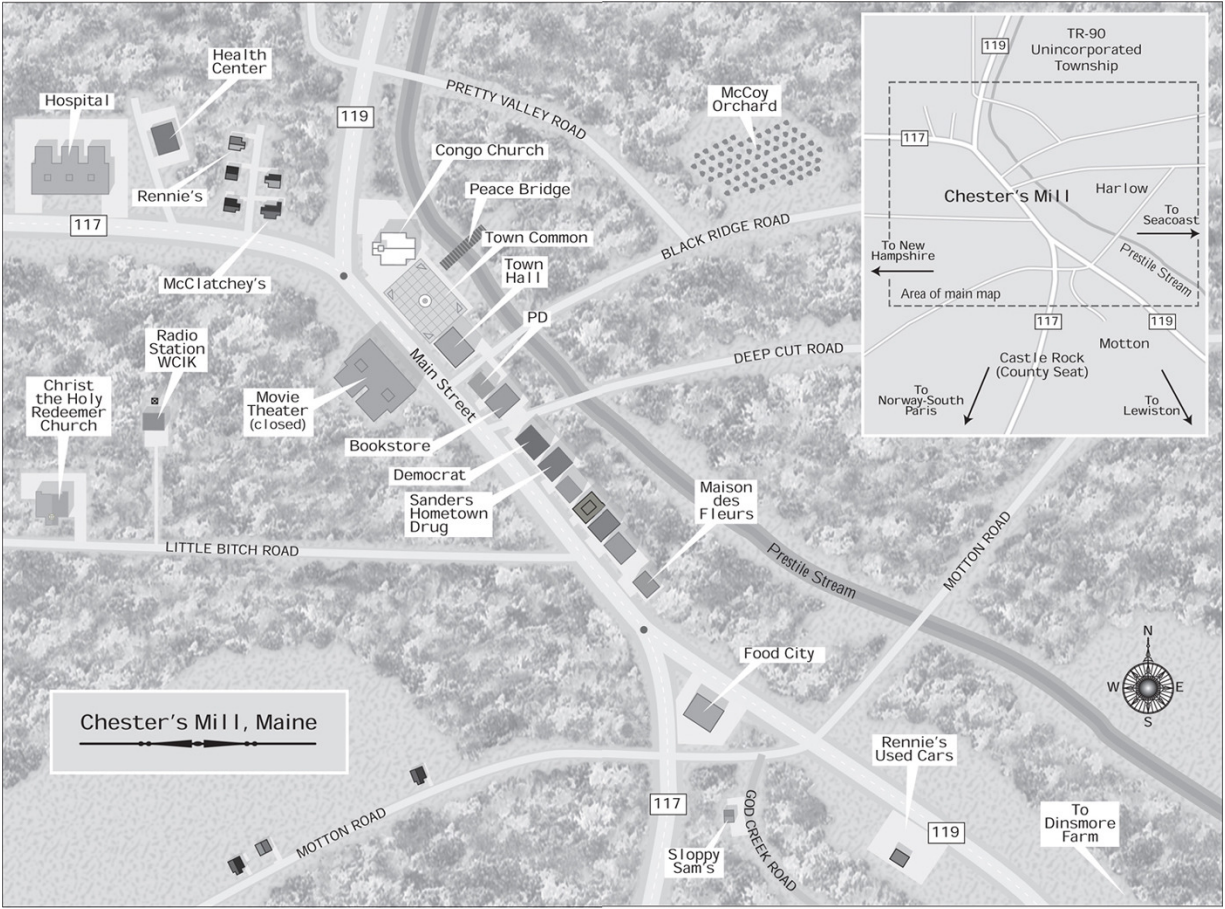 Health
Center
Hospital
119
PRETTY VALLEY ROAD
McCoy
Orchard
Congo Church
Peace Bridge
Rennie's
117
Town Common
BLACK RIDGE ROAD
McClatchey's
Town
Hall
PD
Radio
Station
WCIK
DEEP CUT ROAD
Main Street
Christ
the Holy
Redeemer
Church
Movie
Theater
(closed)
Bookstore
Democrat
Sanders
Hometown
Drug
Maison
des
Fleurs
LITTLE BITCH ROAD
Prestile Stream
MOTTON ROAD
Food City
N
W
E
S
Chester's Mill, Maine
Rennie's
Used Cars
MOTTON ROAD
117
GOD CREEK ROAD
119
To
Dinsmore
Farm
Sloppy
Sam's
119
TR-90
Unincorporated
Township
117
Chester's Mill
Harlow
To
Seacoast
To New
Hampshire
Prestile Stream
Area of main map
117
119
Motton
Castle Rock
(County Seat)
To
Norway-South
Paris
To
Lewiston